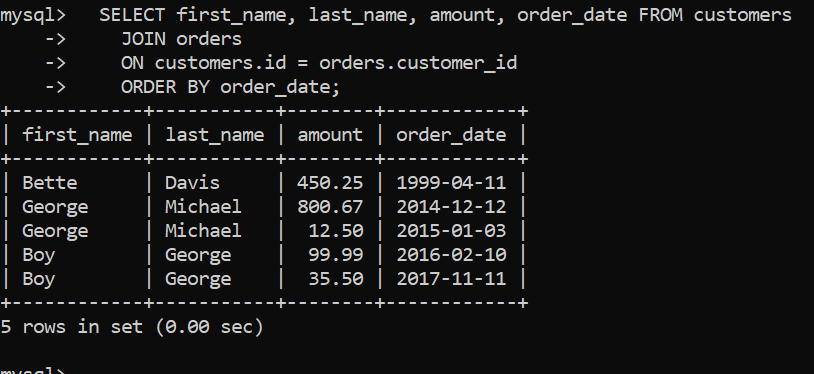 mysql>   SELECT first_name, last_name, amount, order_date FROM customers
    ->     JOIN orders
    ->     ON customers.id = orders.customer_id
    ->     ORDER BY order_date;
+------------+-----------+--------+------------+
| first_name | last_name | amount | order_date |
+------------+-----------+--------+------------+
| Bette      | Davis     | 450.25 | 1999-04-11 |
| George     | Michael   | 800.67 | 2014-12-12 |
| George     | Michael   |  12.50 | 2015-01-03 |
| Boy        | George    |  99.99 | 2016-02-10 |
| Boy        | George    |  35.50 | 2017-11-11 |
+------------+-----------+--------+------------+
5 rows in set (0.00 sec)

mysql>